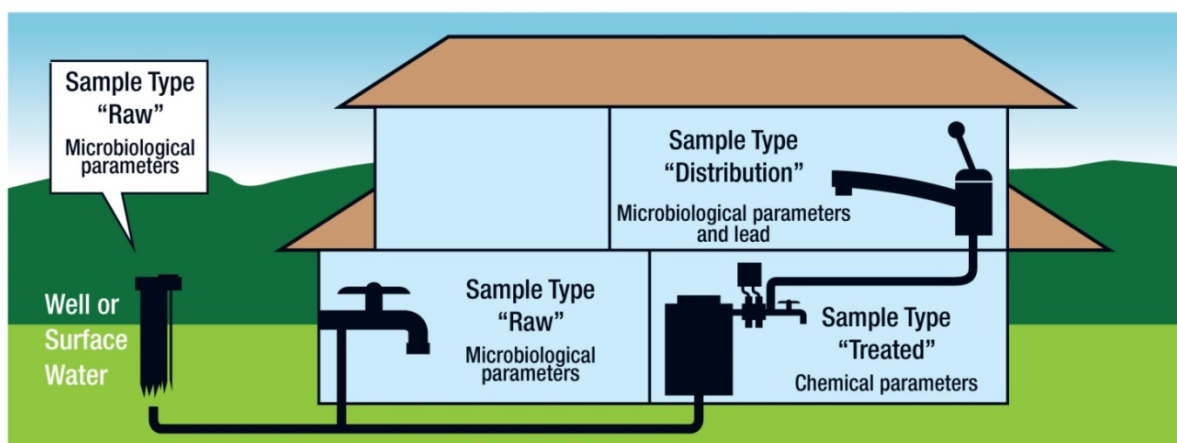 Sample Type
“Raw”
Microbiological
parameters
Well or
Surface
Water
Sample Type
“Distribution”
Microbiological parameters
and lead
Sample Type
“Raw”
Microbiological
parameters
Sample Type
“Treated”
Chemical parameters